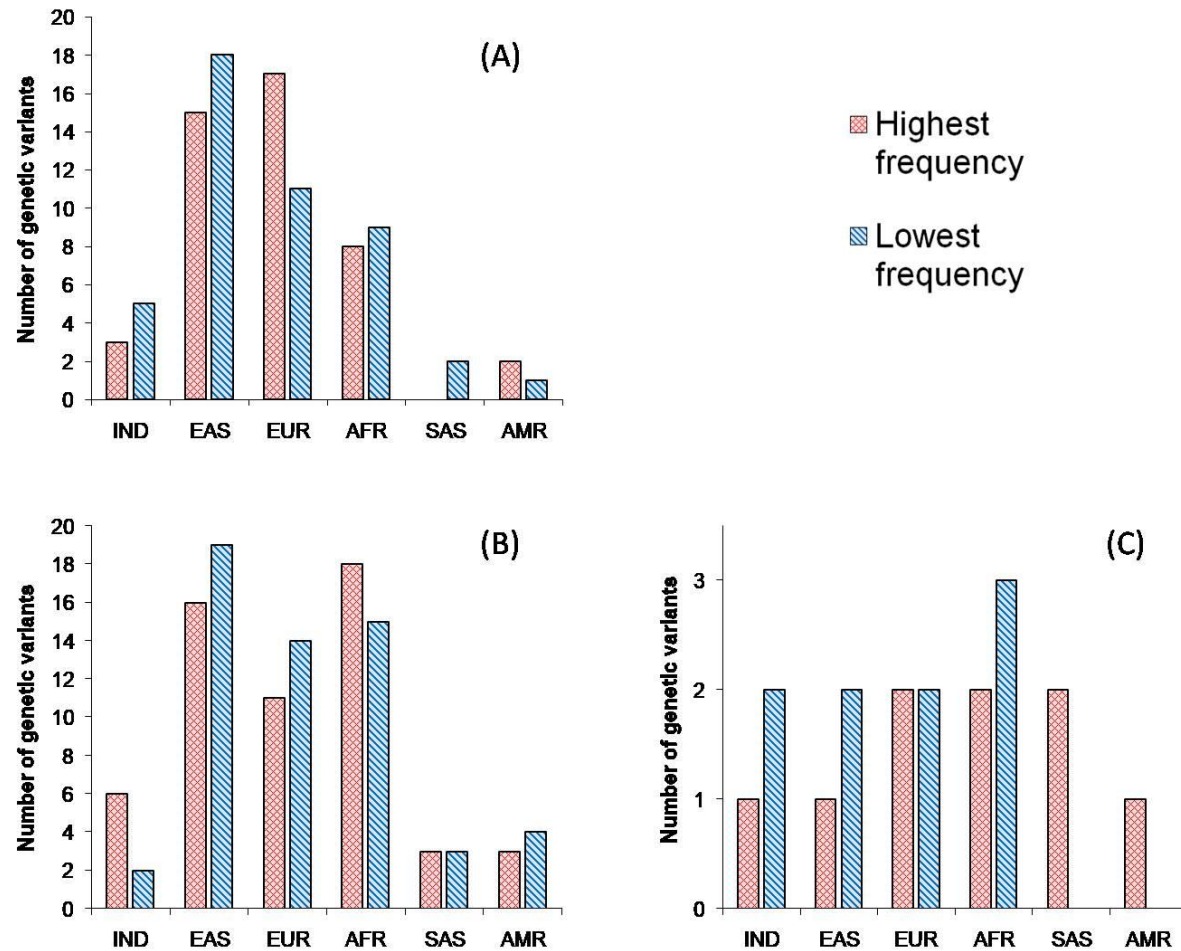 (A)
Number of genetic variants
20
18
16
14
12
10
8
6
4
2
0
IND EAS EUR AFR SAS AMR
Highest
frequency
Lowest
frequency
(B)
Number of genetic variants
20
18
16
14
12
10
8
6
4
2
0
IND EAS EUR AFR SAS AMR
(C)
Number of genetic variants
3
2
1
0
IND EAS EUR AFR SAS AMR